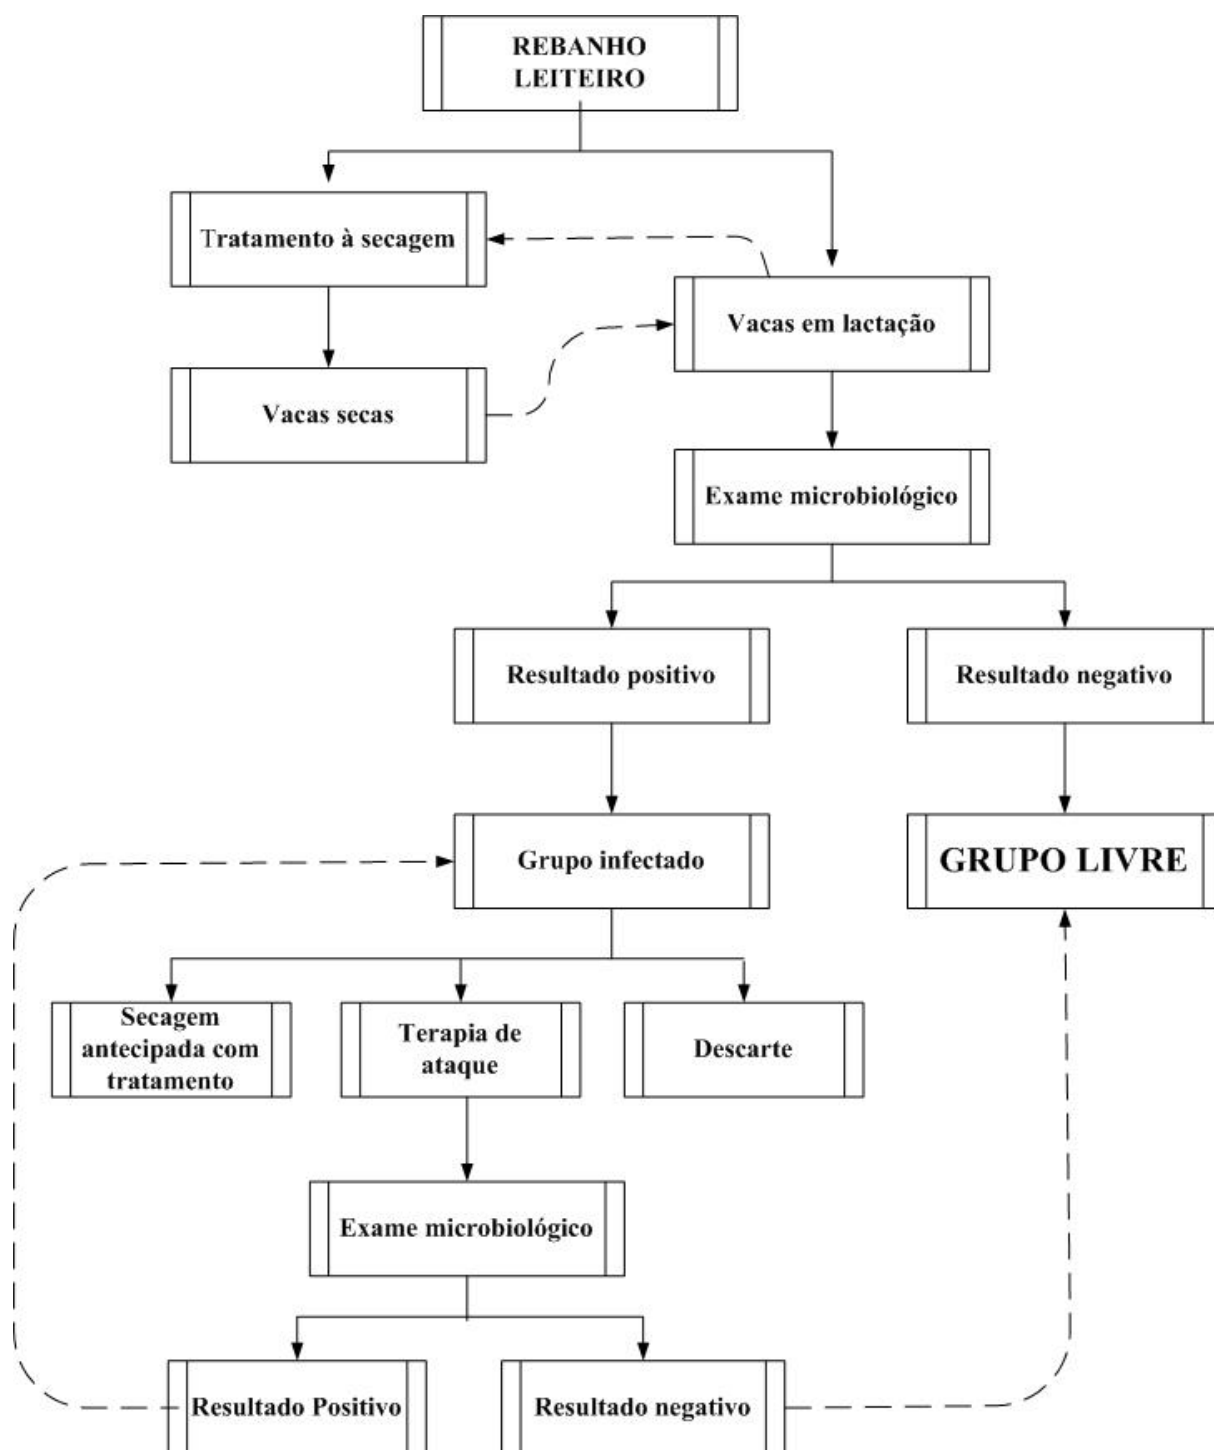 REBANHO
LEITEIRO
Tratamento à secagem
Vacas em lactação
Vacas secas
Exame microbiológico
Resultado positivo
Resultado negativo
Grupo infectado
GRUPO LIVRE
Secagem
antecipada com
tratamento
Terapia de
ataque
Descarte
Exame microbiológico
Resultado Positivo
Resultado negativo